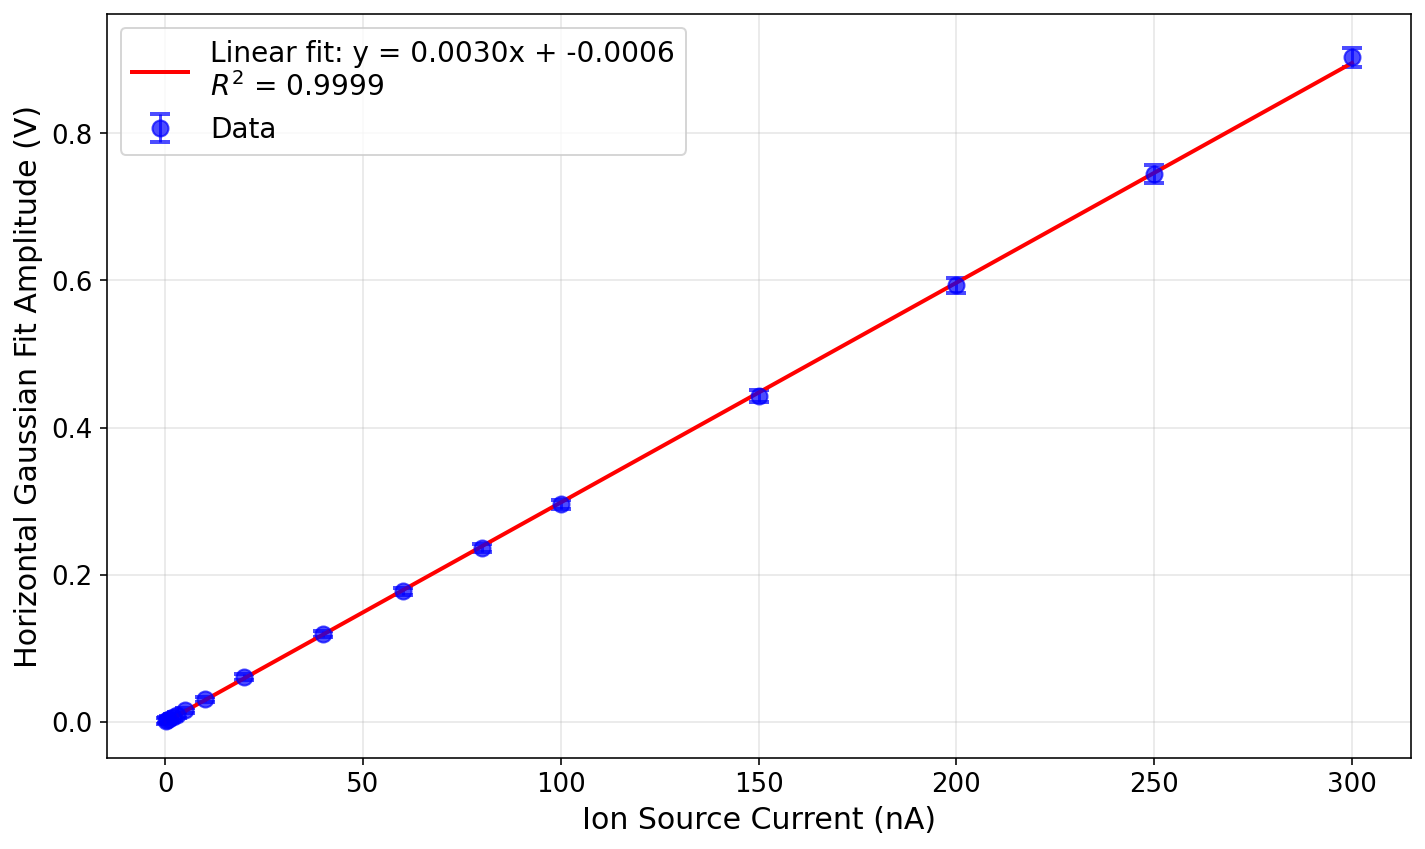 Linear fit: y = 0.0030x + -0.0006
R² = 0.9999
Data
Horizontal Gaussian Fit Amplitude (V)
0.8
0.6
0.4
0.2
0.0
0 50 100 150 200 250 300
Ion Source Current (nA)